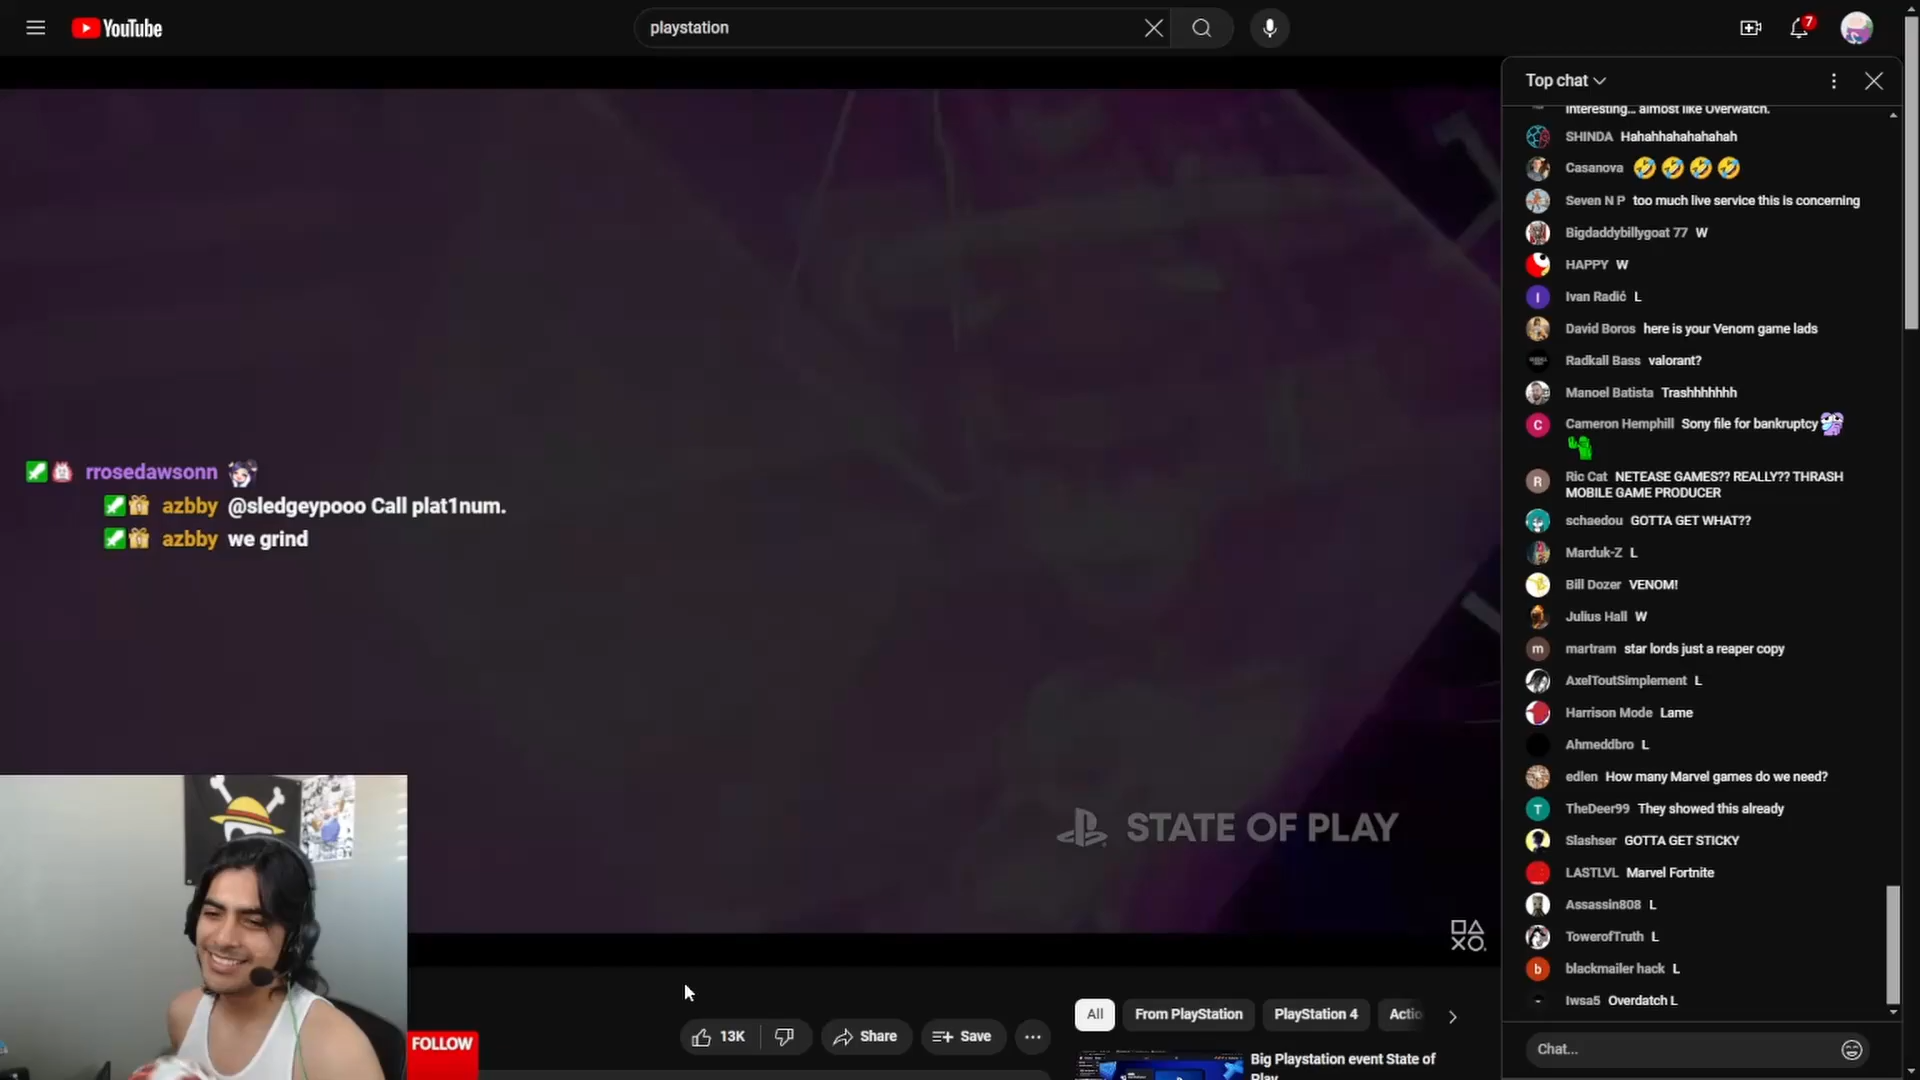 YouTube
playstation
7
Top chat
interesting... almost like Overwatch.
SHINDA Hahahhahahahahah
Casanova 🤣 🤣 🤣 🤣
Seven N P too much live service this is concerning
Bigdaddybillygoat 77 W
HAPPY W
I Ivan Radić L
David Boros here is your Venom game lads
Radkall Bass valorant?
Manoel Batista Trashhhhhhh
C Cameron Hemphill Sony file for bankruptcy
R Ric Cat NETEASE GAMES?? REALLY?? THRASH
MOBILE GAME PRODUCER
schaedou GOTTA GET WHAT??
Marduk-Z L
Bill Dozer VENOM!
Julius Hall W
m martram star lords just a reaper copy
AxelToutSimplement L
Harrison Mode Lame
Ahmeddbro L
edlen How many Marvel games do we need?
T TheDeer99 They showed this already
Slashser GOTTA GET STICKY
LASTLVL Marvel Fortnite
Assassin808 L
TowerofTruth L
b blackmailer hack L
Iwsa5 Overdatch L
Chat...
rrosedawsonn
azbby @sledgeypooo Call plat1num.
azbby we grind
STATE OF PLAY
FOLLOW
13K
Share
Save
All
From PlayStation
PlayStation 4
Actio
Big Playstation event State of
Play